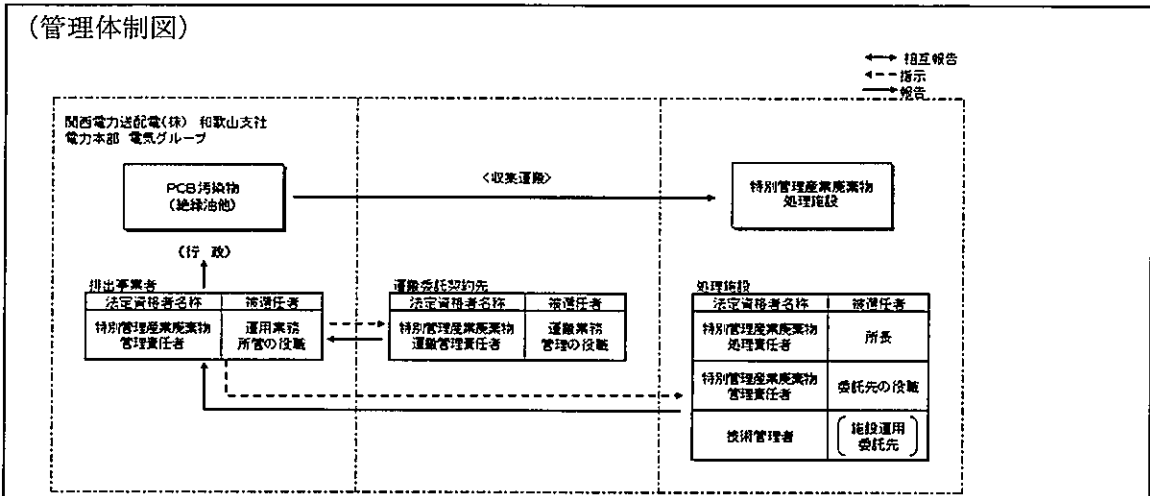 (管理体制図)
相互報告
指示
報告
関西電力送配電(株) 和歌山支社
電力本部 電気グループ
PCB汚染物
(絶縁油他)
<収集運搬>
特別管理産業廃棄物
処理施設
(行 政)
排出事業者
法定資格者名称 被選任者
特別管理産業廃棄物
管理責任者
運用業務
所管の役職
運搬委託契約先
法定資格者名称 被選任者
特別管理産業廃棄物
運搬管理責任者
運搬業務
管理の役職
処理施設
法定資格者名称 被選任者
特別管理産業廃棄物
処理責任者
所長
特別管理産業廃棄物
管理責任者
委託先の役職
技術管理者
(施設運用
委託先)